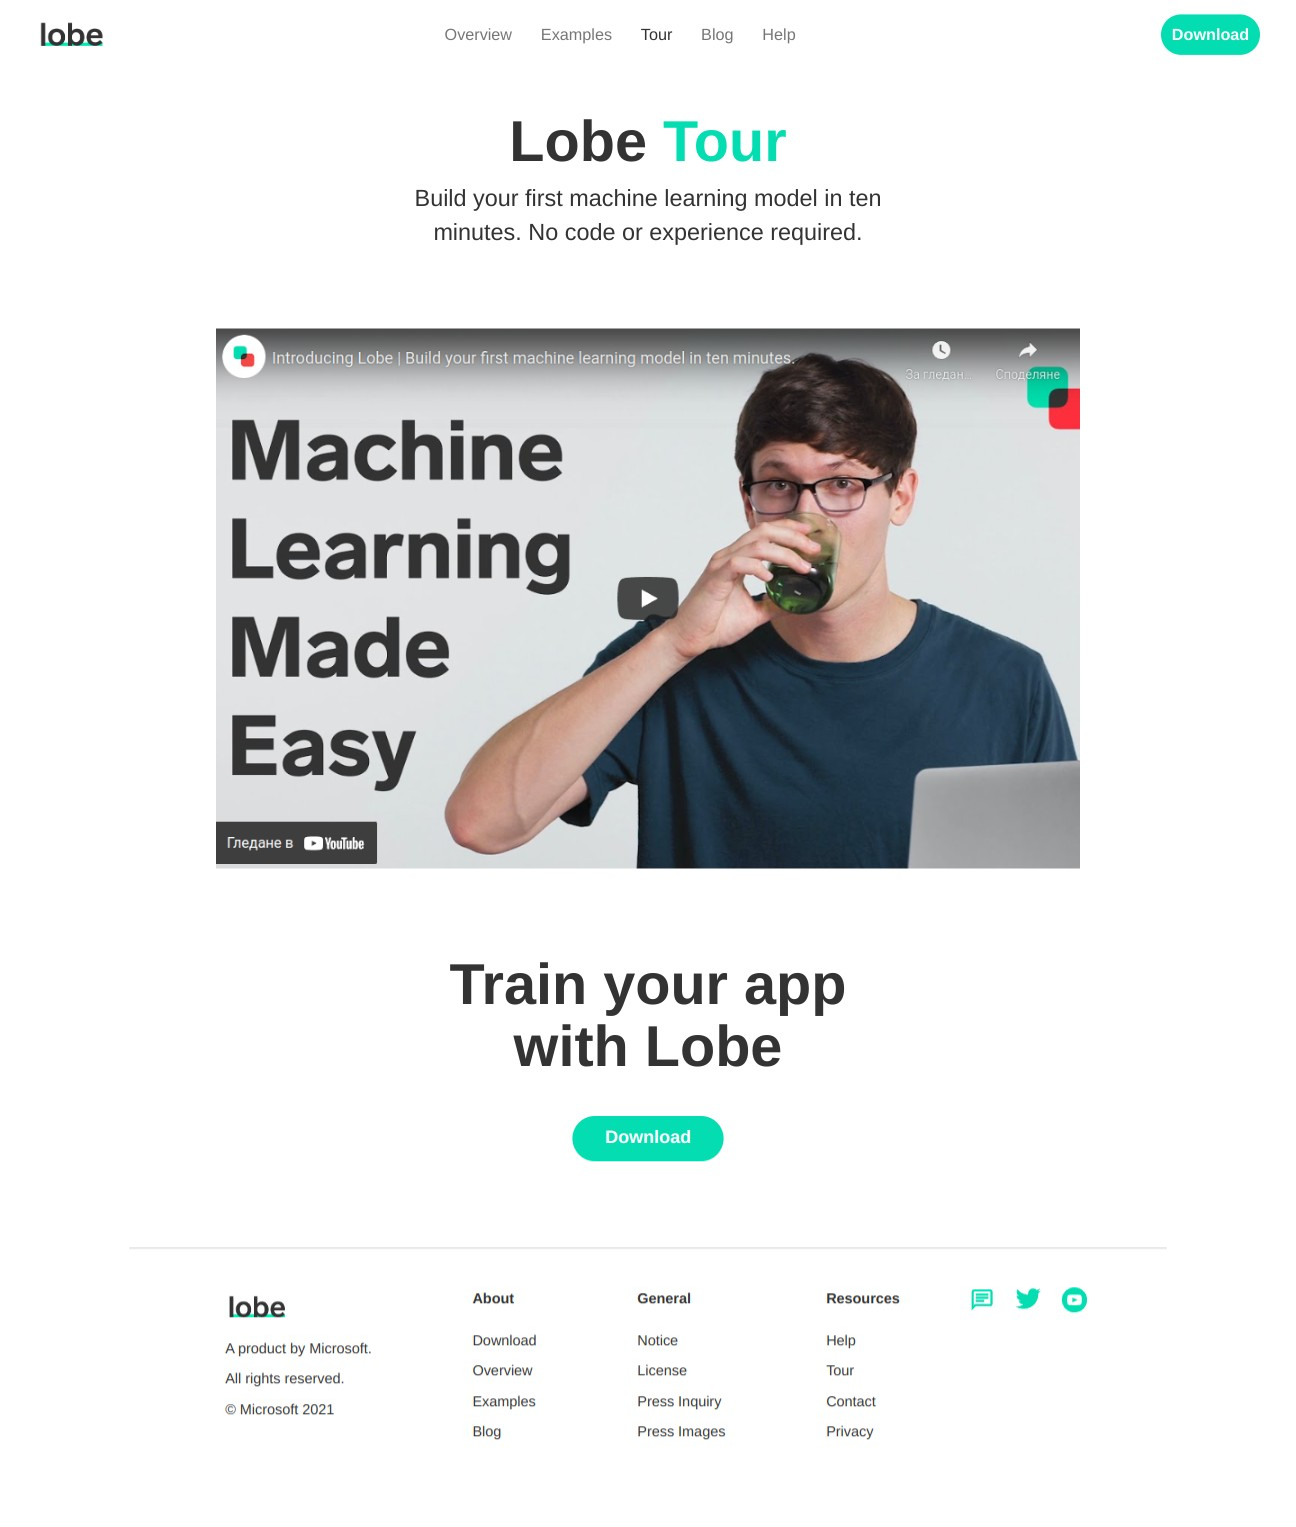 lobe
Overview Examples Tour Blog Help
Download
Lobe Tour
Build your first machine learning model in ten
minutes. No code or experience required.
Introducing Lobe | Build your first machine learning model in ten minutes.
За гледан...
Споделяне
Machine
Learning
Made
Easy
Гледане в YouTube
Train your app
with Lobe
Download
lobe
A product by Microsoft.
All rights reserved.
© Microsoft 2021
About
Download
Overview
Examples
Blog
General
Notice
License
Press Inquiry
Press Images
Resources
Help
Tour
Contact
Privacy